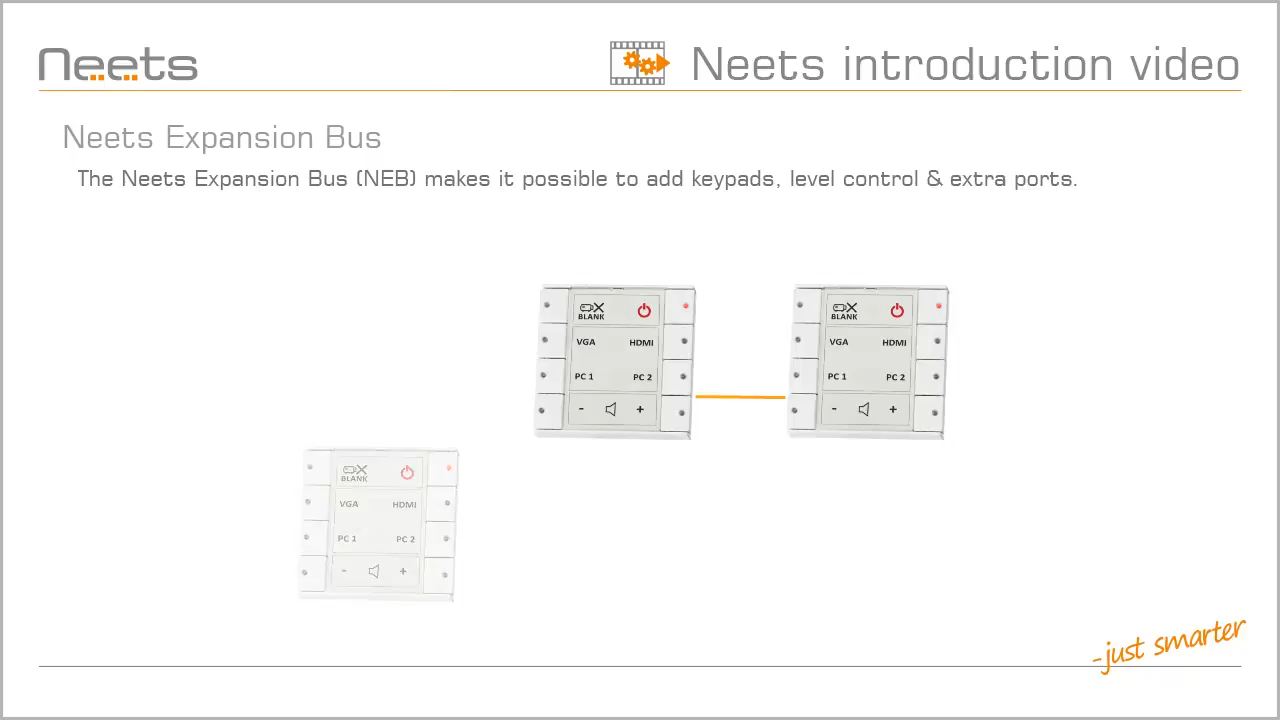 Neets
Neets introduction video
Neets Expansion Bus
The Neets Expansion Bus (NEB) makes it possible to add keypads, level control & extra ports.
BLANK
VGA HDMI
PC 1 PC 2
- +
BLANK
VGA HDMI
PC 1 PC 2
- +
BLANK
VGA HDMI
PC 1 PC 2
- +
-just smarter